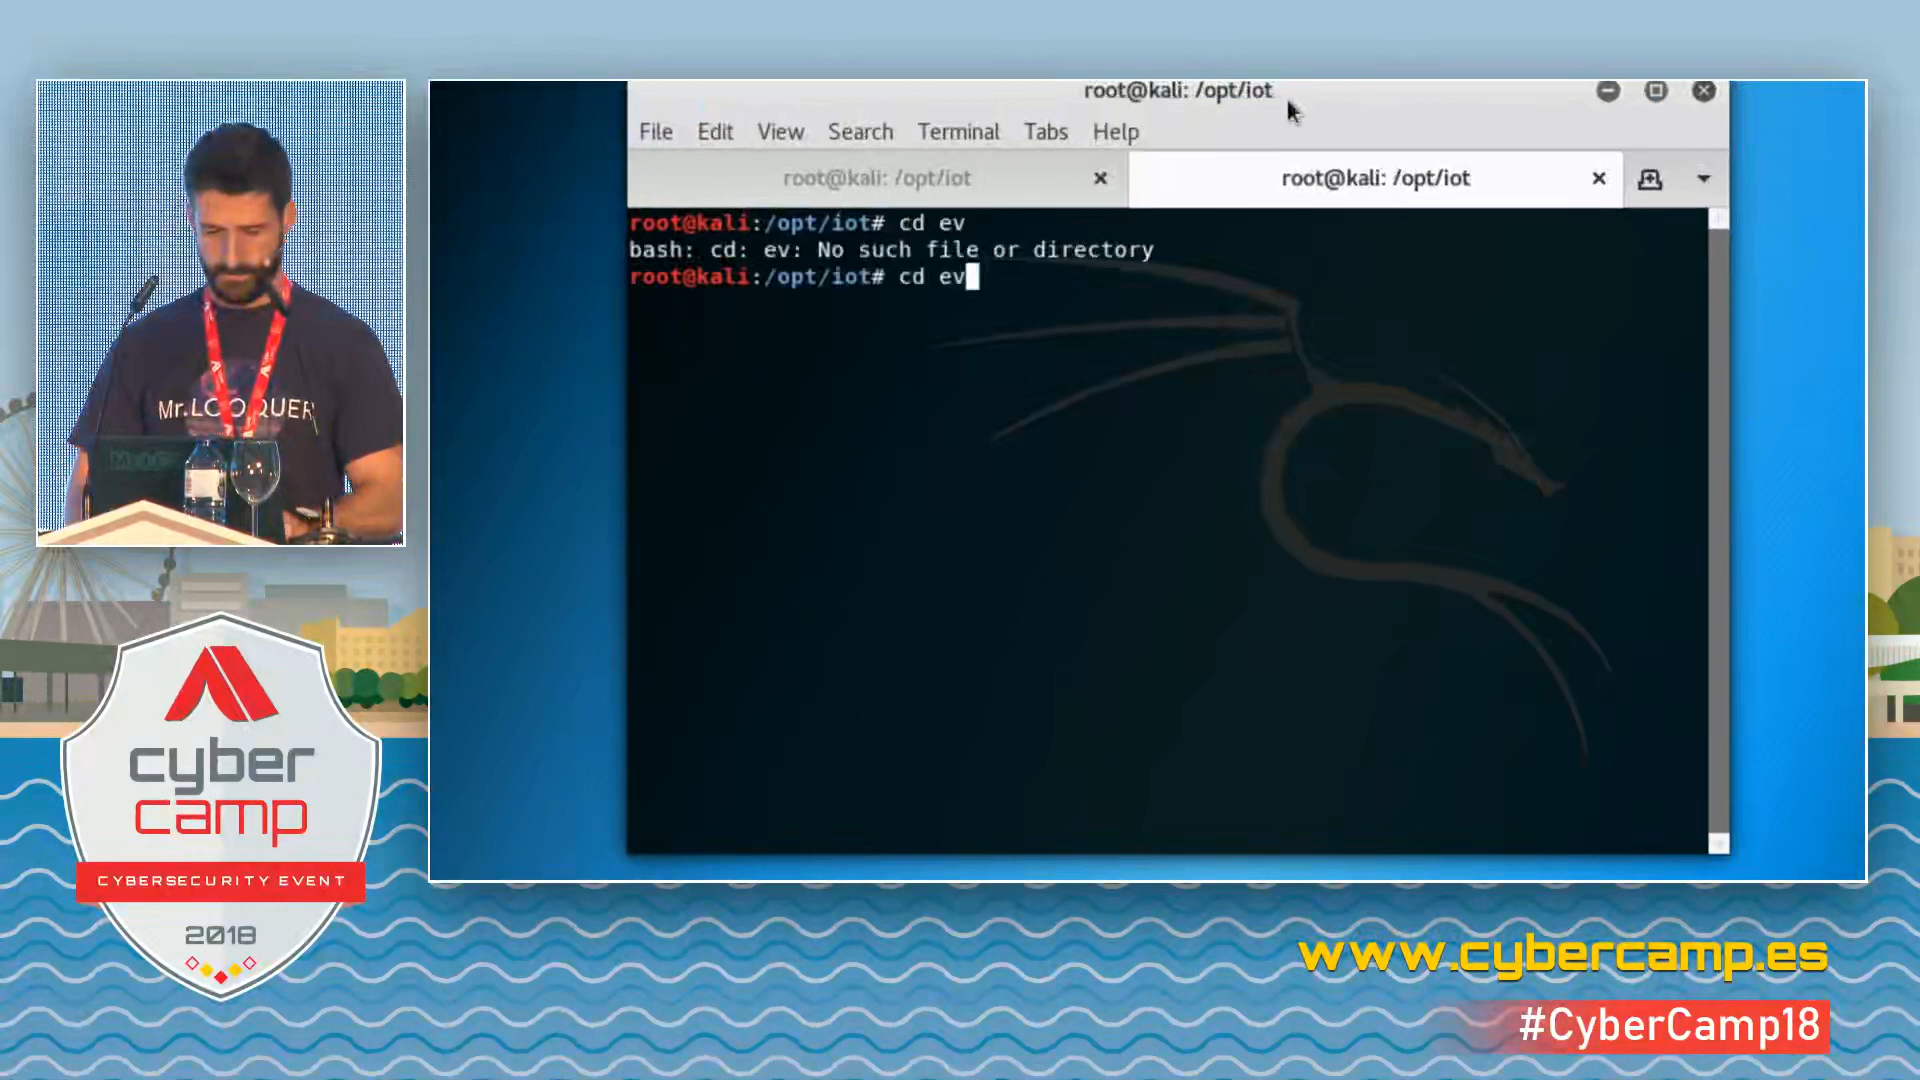 root@kali: /opt/iot
File Edit View Search Terminal Tabs Help
root@kali: /opt/iot
root@kali: /opt/iot
root@kali:/opt/iot# cd ev
bash: cd: ev: No such file or directory
root@kali:/opt/iot# cd ev
Mr.LOOQUER
cyber
camp
CYBERSECURITY EVENT
2018
www.cybercamp.es
#CyberCamp18